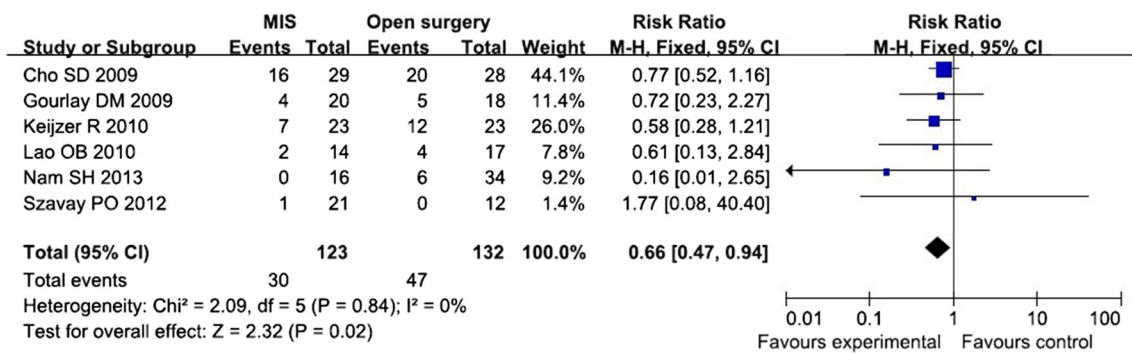 MIS Open surgery Risk Ratio Risk Ratio
Study or Subgroup Events Total Events Total Weight M-H, Fixed, 95% CI M-H, Fixed, 95% CI
Cho SD 2009 16 29 20 28 44.1% 0.77 [0.52, 1.16]
Gourlay DM 2009 4 20 5 18 11.4% 0.72 [0.23, 2.27]
Keijzer R 2010 7 23 12 23 26.0% 0.58 [0.28, 1.21]
Lao OB 2010 2 14 4 17 7.8% 0.61 [0.13, 2.84]
Nam SH 2013 0 16 6 34 9.2% 0.16 [0.01, 2.65]
Szavay PO 2012 1 21 0 12 1.4% 1.77 [0.08, 40.40]
Total (95% CI) 123 132 100.0% 0.66 [0.47, 0.94]
Total events 30 47
Heterogeneity: Chi² = 2.09, df = 5 (P = 0.84); I² = 0%
Test for overall effect: Z = 2.32 (P = 0.02)
0.01 0.1 1 10 100
Favours experimental Favours control